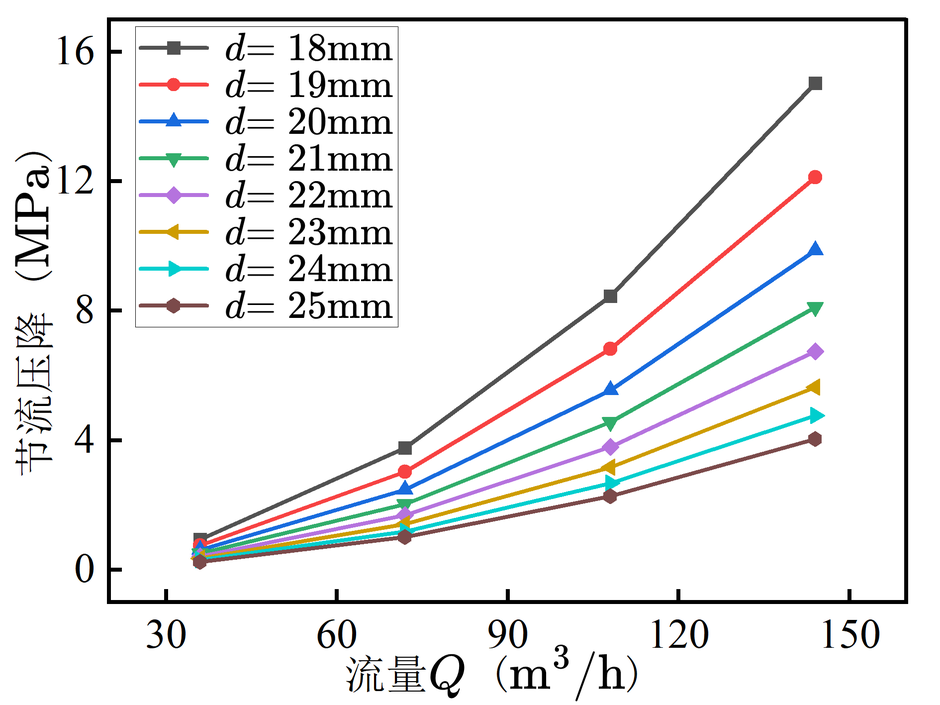 节流压降（MPa）
16
12
8
4
0
d= 18mm
d= 19mm
d= 20mm
d= 21mm
d= 22mm
d= 23mm
d= 24mm
d= 25mm
30 60 90 120 150
流量Q（m³/h）